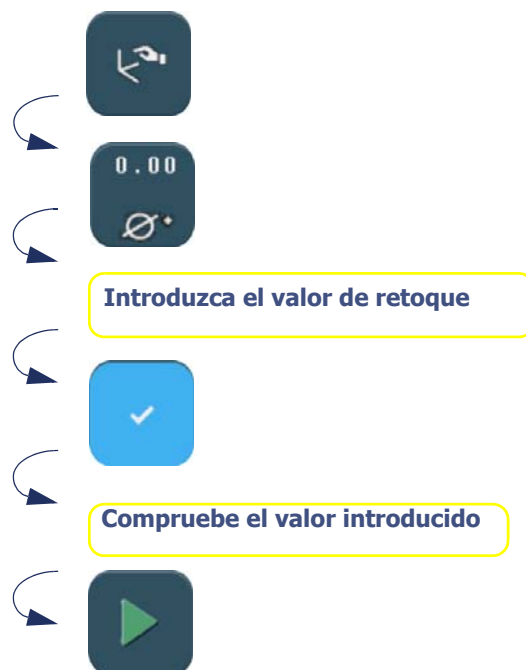 0.00
Introduzca el valor de retoque
Compruebe el valor introducido